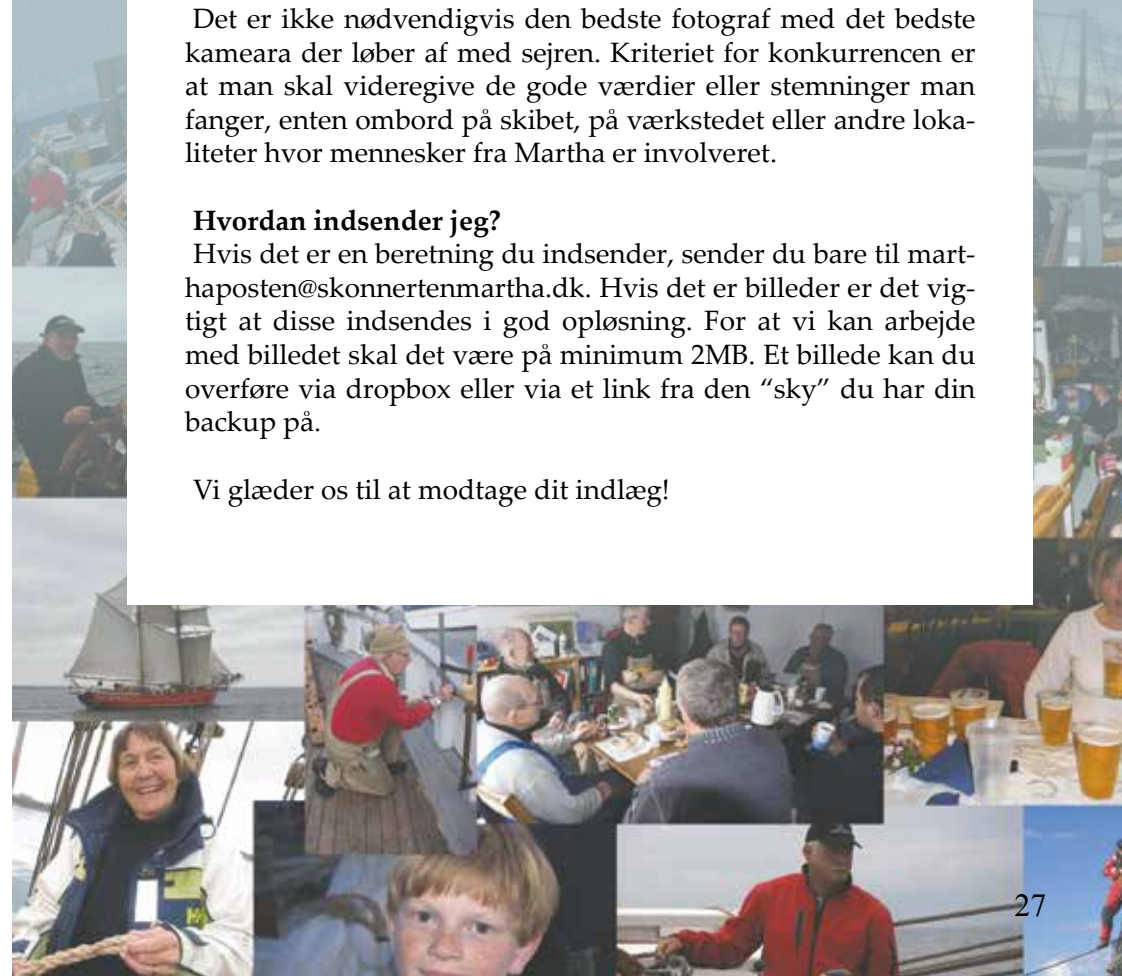 Det er ikke nødvendigvis den bedste fotograf med det bedste
kameara der løber af med sejren. Kriteriet for konkurrencen er
at man skal videregive de gode værdier eller stemninger man
fanger, enten ombord på skibet, på værkstedet eller andre loka-
liteter hvor mennesker fra Martha er involveret.
Hvordan indsender jeg?
Hvis det er en beretning du indsender, sender du bare til mart-
haposten@skonnertenmartha.dk. Hvis det er billeder er det vig-
tigt at disse indsendes i god opløsning. For at vi kan arbejde
med billedet skal det være på minimum 2MB. Et billede kan du
overføre via dropbox eller via et link fra den “sky” du har din
backup på.
Vi glæder os til at modtage dit indlæg!
27